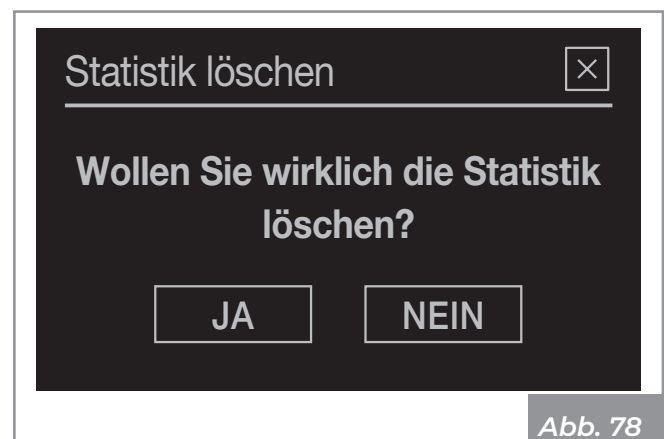 Statistik löschen
Wollen Sie wirklich die Statistik
löschen?
JA NEIN
Abb. 78